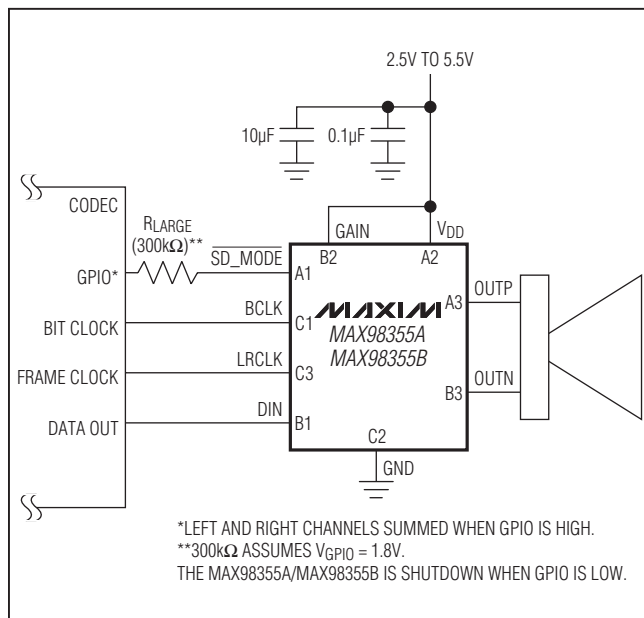 2.5V TO 5.5V
10µF
0.1µF
CODEC
RLARGE
(300kΩ)**
SD_MODE
GAIN
VDD
B2
A2
GPIO*
A1
BCLK
BIT CLOCK
C1
MAXIM
MAX98355A
MAX98355B
A3
OUTP
LRCLK
FRAME CLOCK
C3
OUTN
B3
DIN
DATA OUT
B1
C2
GND
*LEFT AND RIGHT CHANNELS SUMMED WHEN GPIO IS HIGH.
**300kΩ ASSUMES VGPIO = 1.8V.
THE MAX98355A/MAX98355B IS SHUTDOWN WHEN GPIO IS LOW.